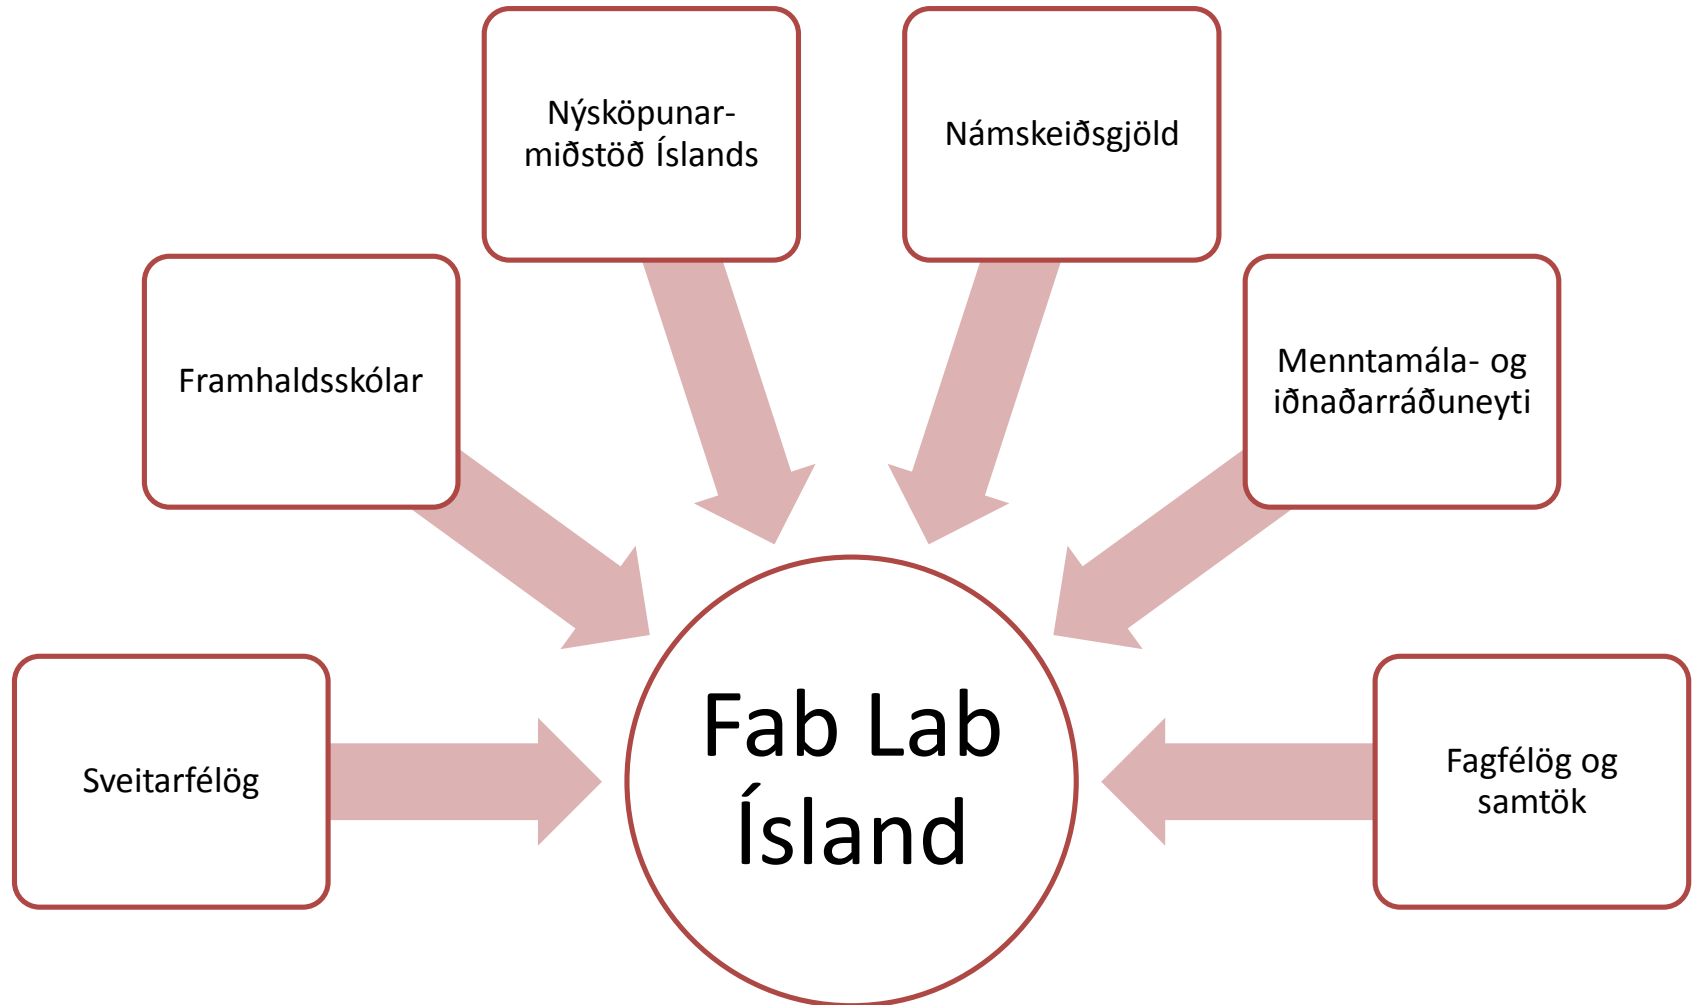 Nýsköpunar-
miðstöð Íslands
Námskeiðsgjöld
Framhaldsskólar
Menntamála- og
iðnaðarráðuneyti
Sveitarfélög
Fab Lab
Ísland
Fagfélög og
samtök